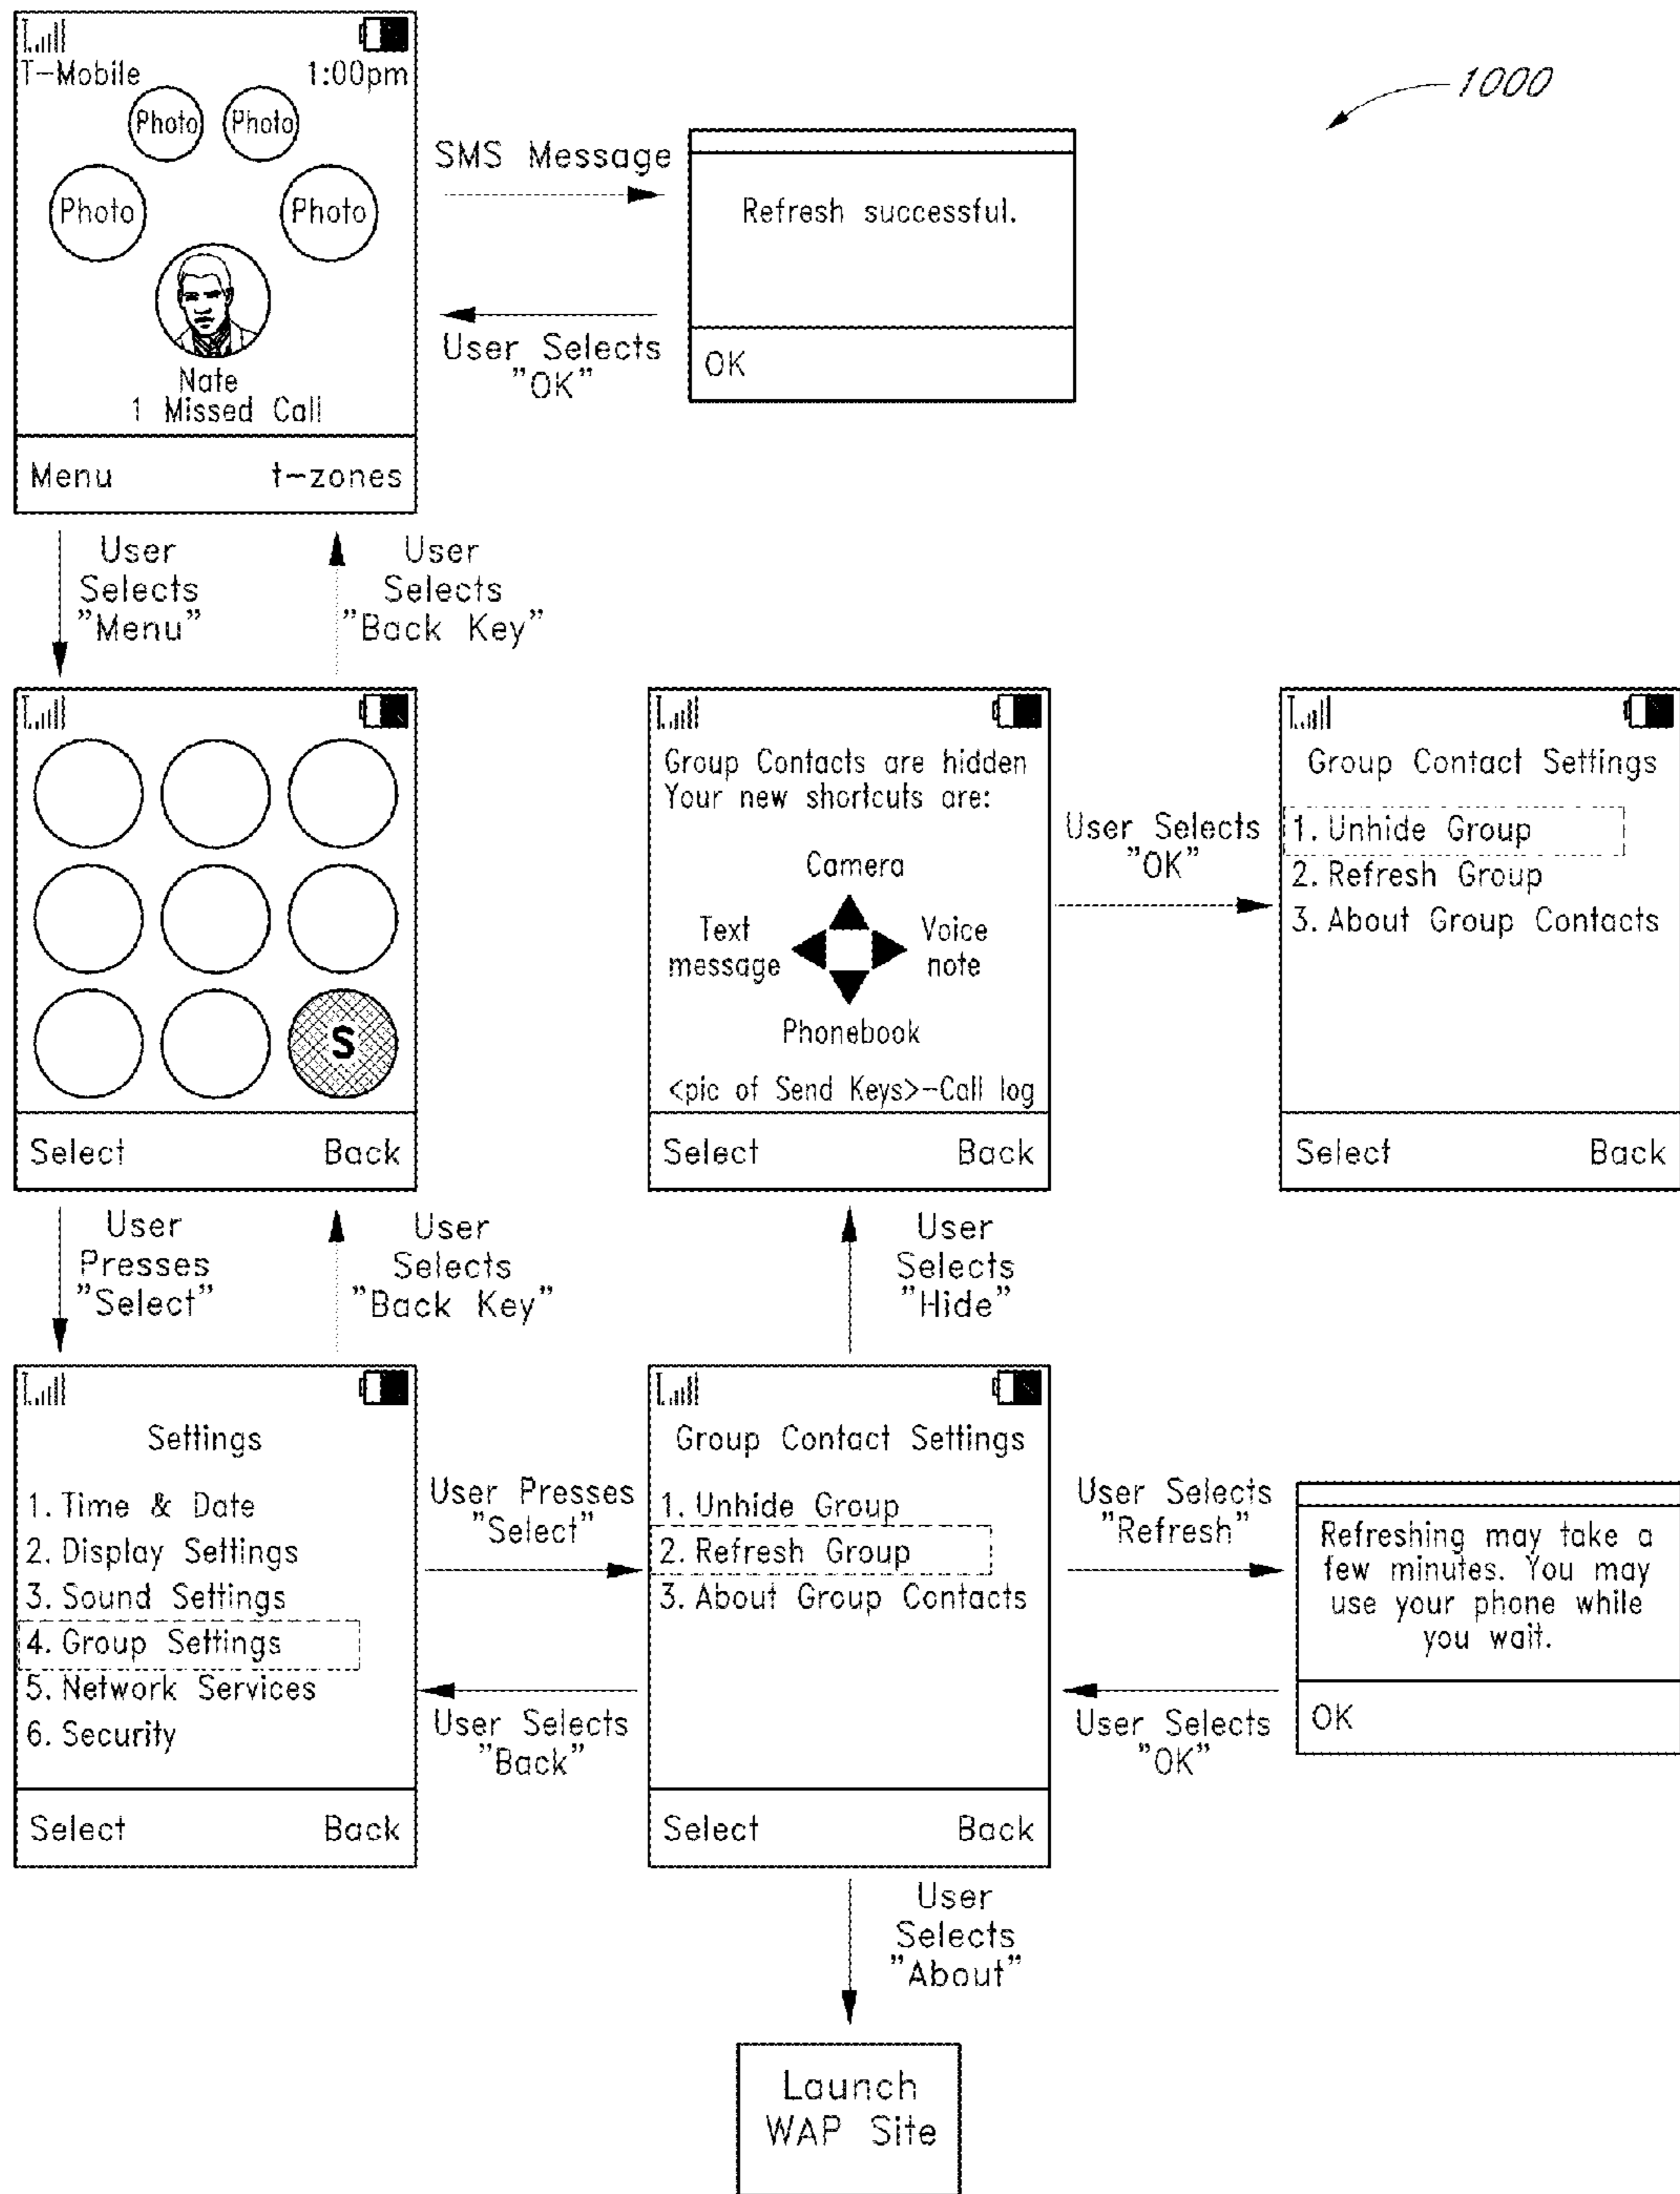 T-Mobile 1:00pm
Photo Photo
Photo Photo
Nate
1 Missed Call
Menu t-zones
SMS Message
User Selects
"OK"
Refresh successful.
OK
1000
User
Selects
"Menu"
User
Selects
"Back Key"
S
Select Back
Group Contacts are hidden
Your new shortcuts are:
Camera
Text
message
Voice
note
Phonebook
<pic of Send Keys>-Call log
Select Back
User Selects
"OK"
Group Contact Settings
1. Unhide Group
2. Refresh Group
3. About Group Contacts
Select Back
User
Presses
"Select"
User
Selects
"Back Key"
User
Selects
"Hide"
Settings
1. Time & Date
2. Display Settings
3. Sound Settings
4. Group Settings
5. Network Services
6. Security
Select Back
User Presses
"Select"
User Selects
"Back"
Group Contact Settings
1. Unhide Group
2. Refresh Group
3. About Group Contacts
Select Back
User Selects
"Refresh"
User Selects
"OK"
Refreshing may take a
few minutes. You may
use your phone while
you wait.
OK
User
Selects
"About"
Launch
WAP Site